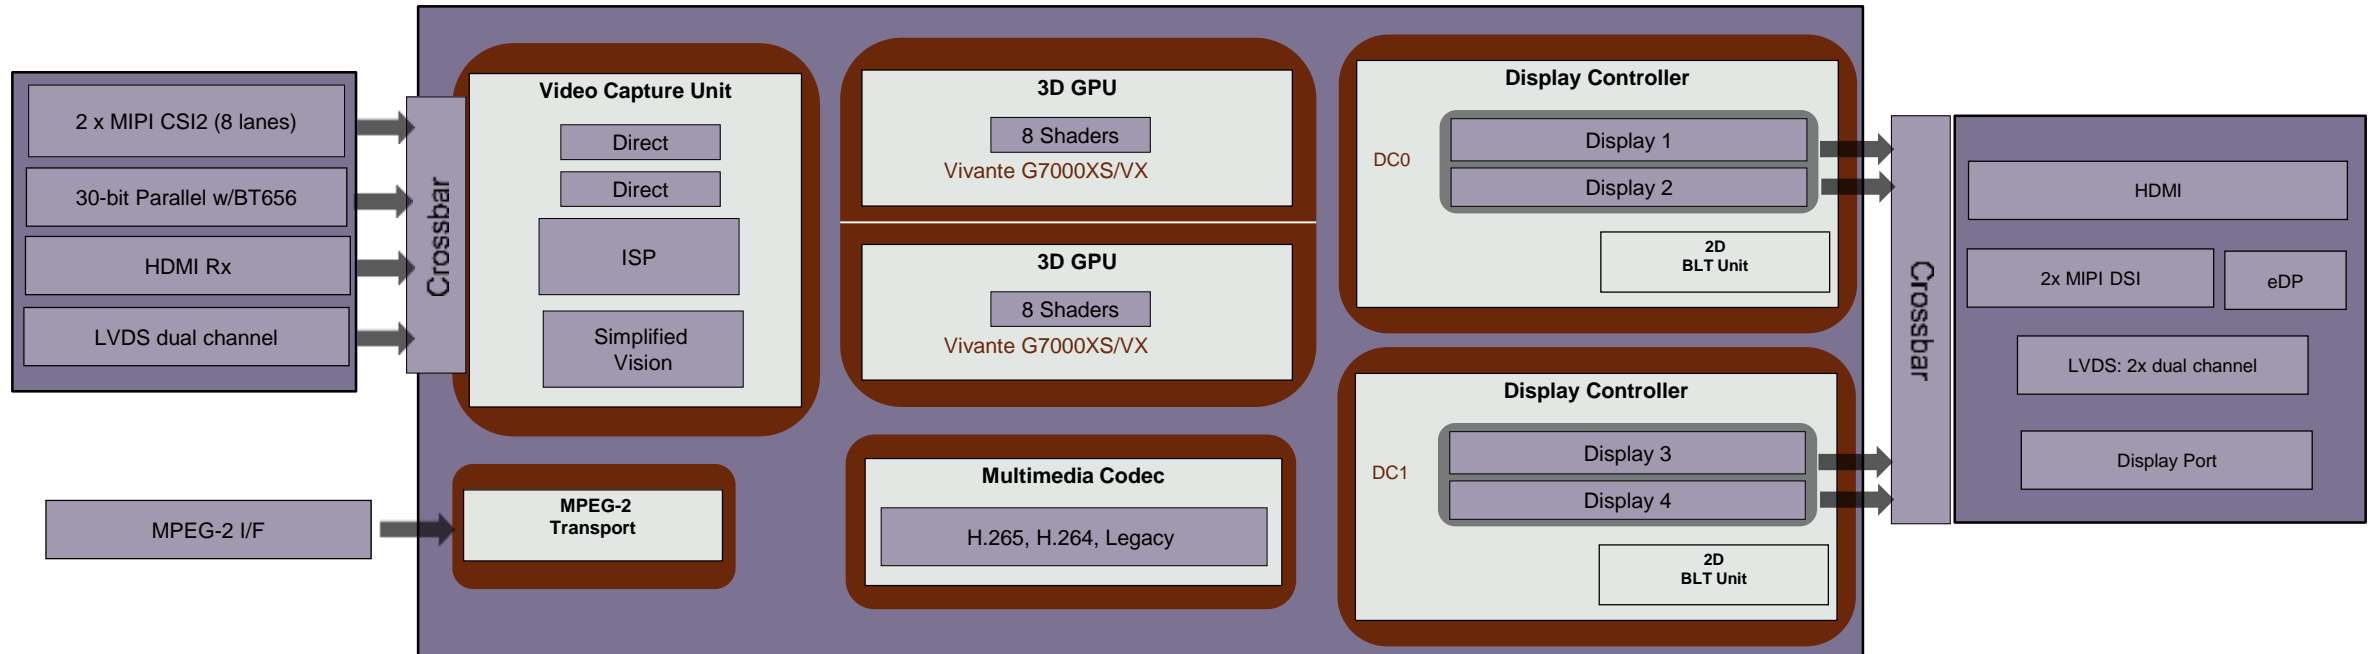 2 x MIPI CSI2 (8 lanes)
30-bit Parallel w/BT656
HDMI Rx
LVDS dual channel
MPEG-2 I/F
Crossbar
Video Capture Unit
Direct
Direct
ISP
Simplified
Vision
MPEG-2
Transport
3D GPU
8 Shaders
Vivante G7000XS/VX
3D GPU
8 Shaders
Vivante G7000XS/VX
Multimedia Codec
H.265, H.264, Legacy
Display Controller
DC0
Display 1
Display 2
2D
BLT Unit
Display Controller
DC1
Display 3
Display 4
2D
BLT Unit
Crossbar
HDMI
2x MIPI DSI
eDP
LVDS: 2x dual channel
Display Port